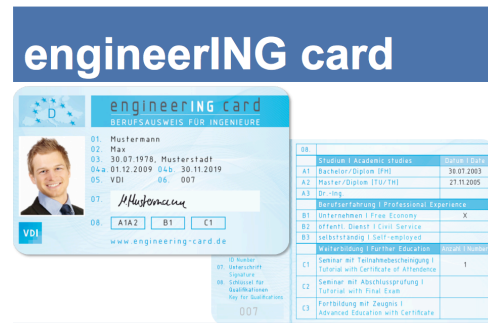 engineerING card
D
engineerING card
BERUFSAUSWEIS FÜR INGENIEURE
01. Mustermann
02. Max
03. 30.07.1978, Musterstadt
04a. 01.12.2009 04b. 30.11.2019
05. VDI 06. 007
07. MMustermann
08. A1A2 B1 C1
www.engineering-card.de
VDI
08.
Studium | Academic studies Datum | Date
A1 Bachelor/Diplom [FH] 30.07.2003
A2 Master/Diplom [TU/TH] 27.11.2005
A3 Dr.-Ing.
Berufserfahrung | Professional Experience
B1 Unternehmen | Free Economy X
B2 öffentl. Dienst | Civil Service
B3 selbstständig | Self-employed
Weiterbildung | Further Education Anzahl | Number
C1 Seminar mit Teilnahmebescheinigung | 1
Tutorial with Certificate of Attendence
C2 Seminar mit Abschlussprüfung |
Tutorial with Final Exam
C3 Fortbildung mit Zeugnis |
Advanced Education with Certificate
ID Number
07. Unterschrift
Signature
08. Schlüssel für
Qualifikationen
Key for Qualifications
007